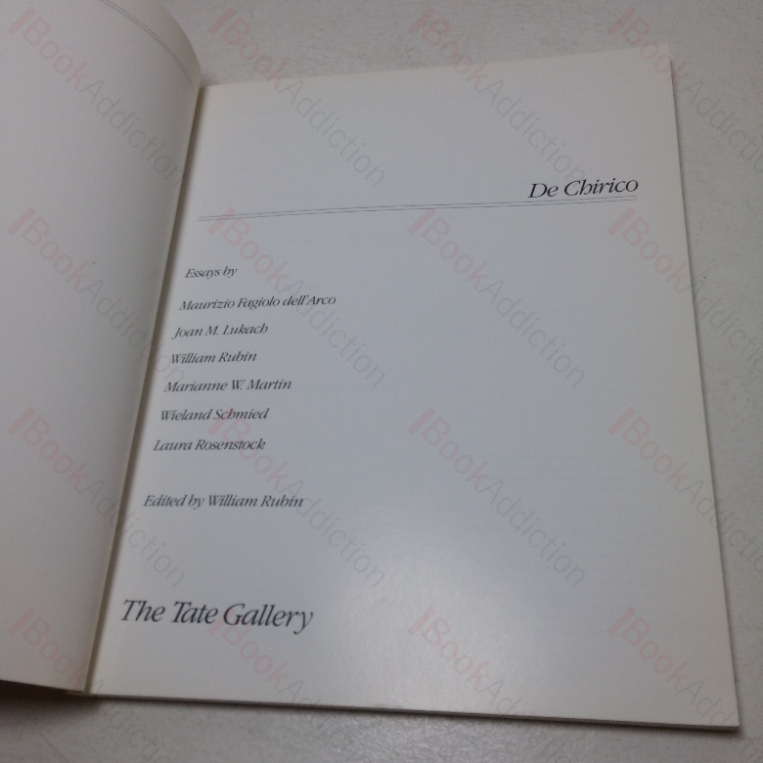 De Chirico
Essays by
Maurizio Fagiolo dell'Arco
Joan M. Lukach
William Rubin
Marianne W. Martin
Wieland Schmied
Laura Rosenstock
Edited by William Rubin
The Tate Gallery
BookAddiction